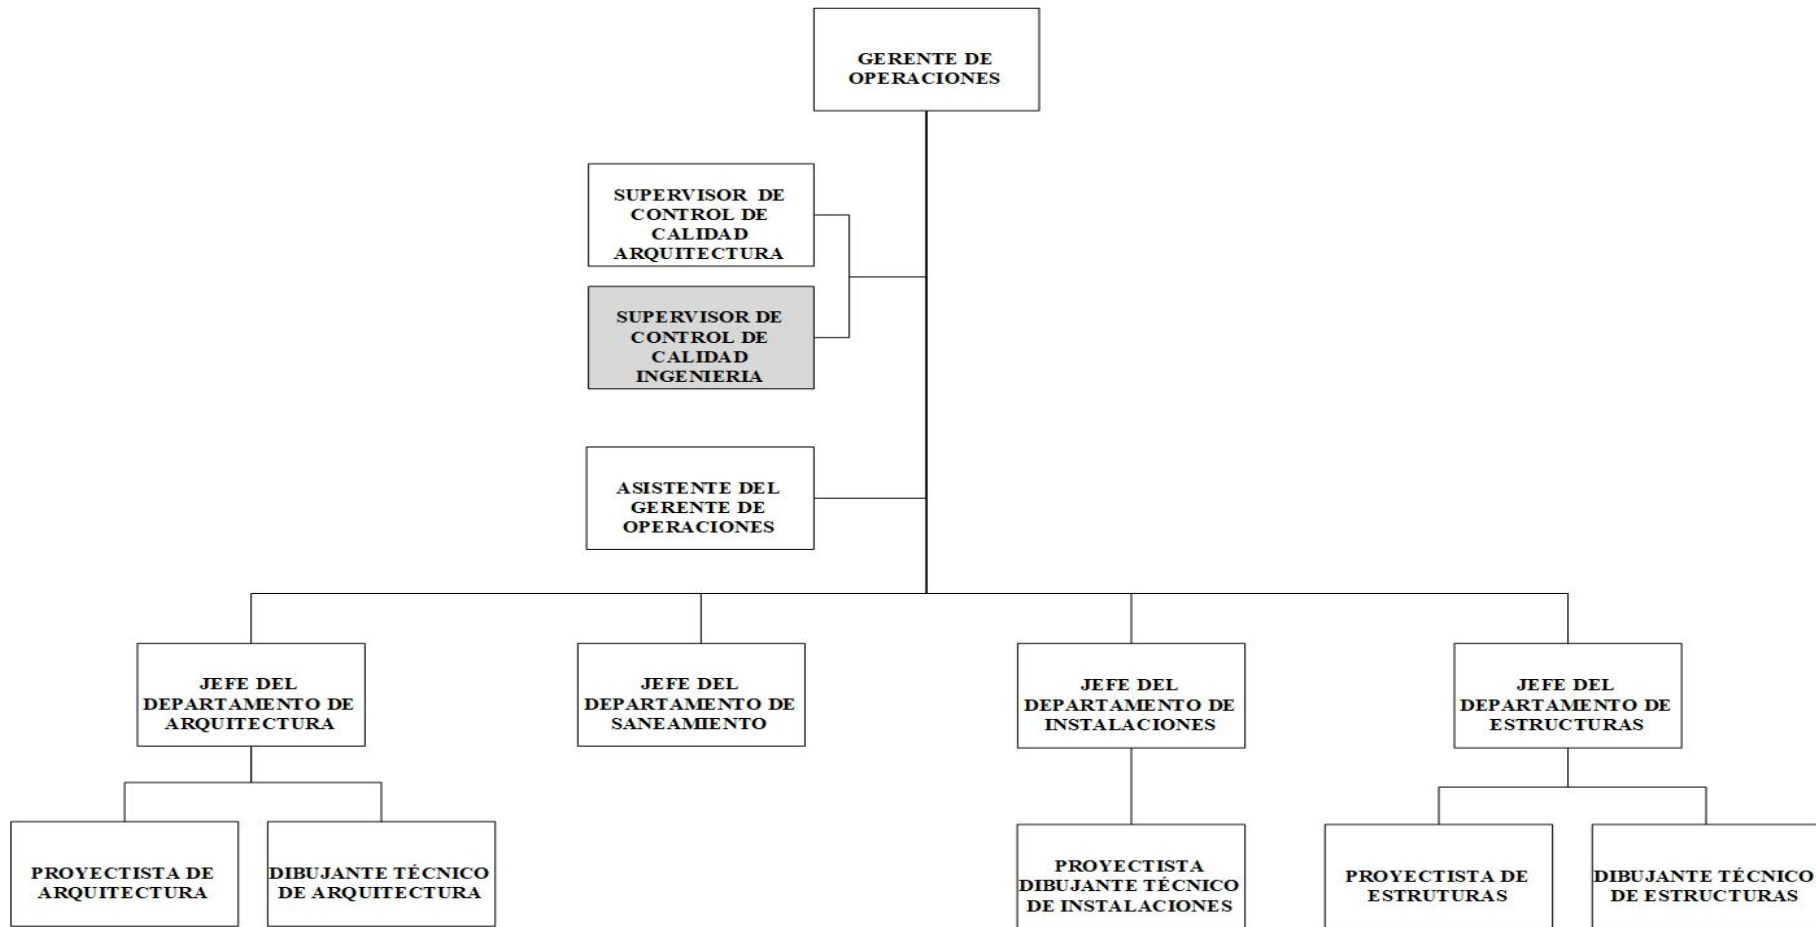 GERENTE DE
OPERACIONES
SUPERVISOR DE
CONTROL DE
CALIDAD
ARQUITECTURA
SUPERVISOR DE
CONTROL DE
CALIDAD
INGENIERIA
ASISTENTE DEL
GERENTE DE
OPERACIONES
JEFE DEL
DEPARTAMENTO DE
ARQUITECTURA
JEFE DEL
DEPARTAMENTO DE
SANEAMIENTO
JEFE DEL
DEPARTAMENTO DE
INSTALACIONES
JEFE DEL
DEPARTAMENTO DE
ESTRUCTURAS
PROYECTISTA DE
ARQUITECTURA
DIBUJANTE TÉCNICO
DE ARQUITECTURA
PROYECTISTA
DIBUJANTE TÉCNICO
DE INSTALACIONES
PROYECTISTA DE
ESTRUTURAS
DIBUJANTE TÉCNICO
DE ESTRUCTURAS